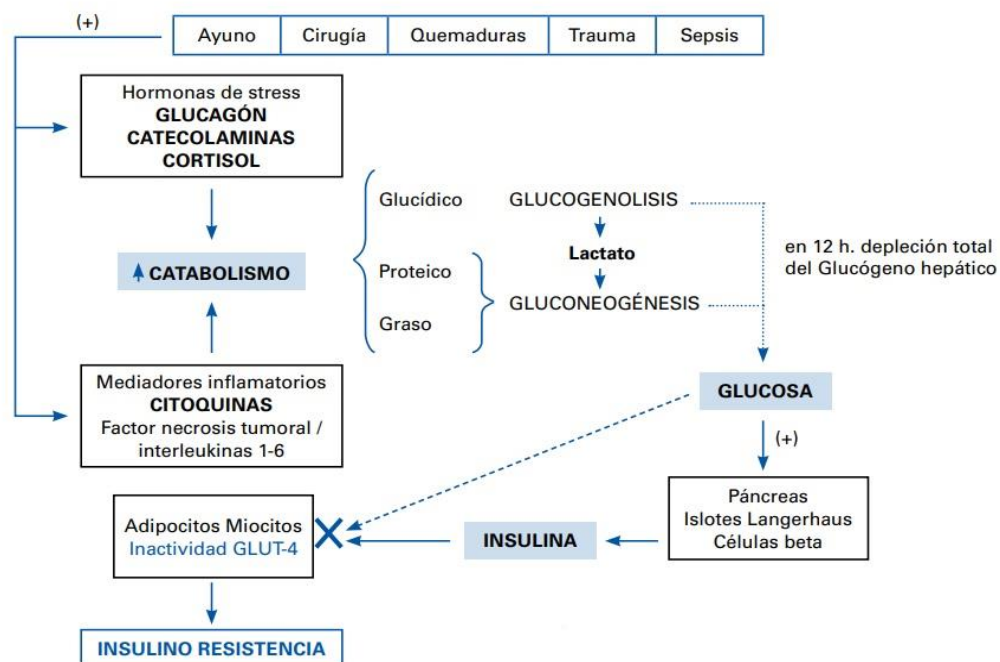 (+)
Ayuno Cirugía Quemaduras Trauma Sepsis
Hormonas de stress
GLUCAGÓN
CATECOLAMINAS
CORTISOL
CATABOLISMO
Glucídico
Proteico
Graso
GLUCOGENOLISIS
Lactato
GLUCONEOGÉNESIS
en 12 h. depleción total
del Glucógeno hepático
Mediadores inflamatorios
CITOQUINAS
Factor necrosis tumoral /
interleukinas 1-6
GLUCOSA
(+)
Páncreas
Islotes Langerhaus
Células beta
INSULINA
Adipocitos Miocitos
Inactividad GLUT-4
INSULINO RESISTENCIA